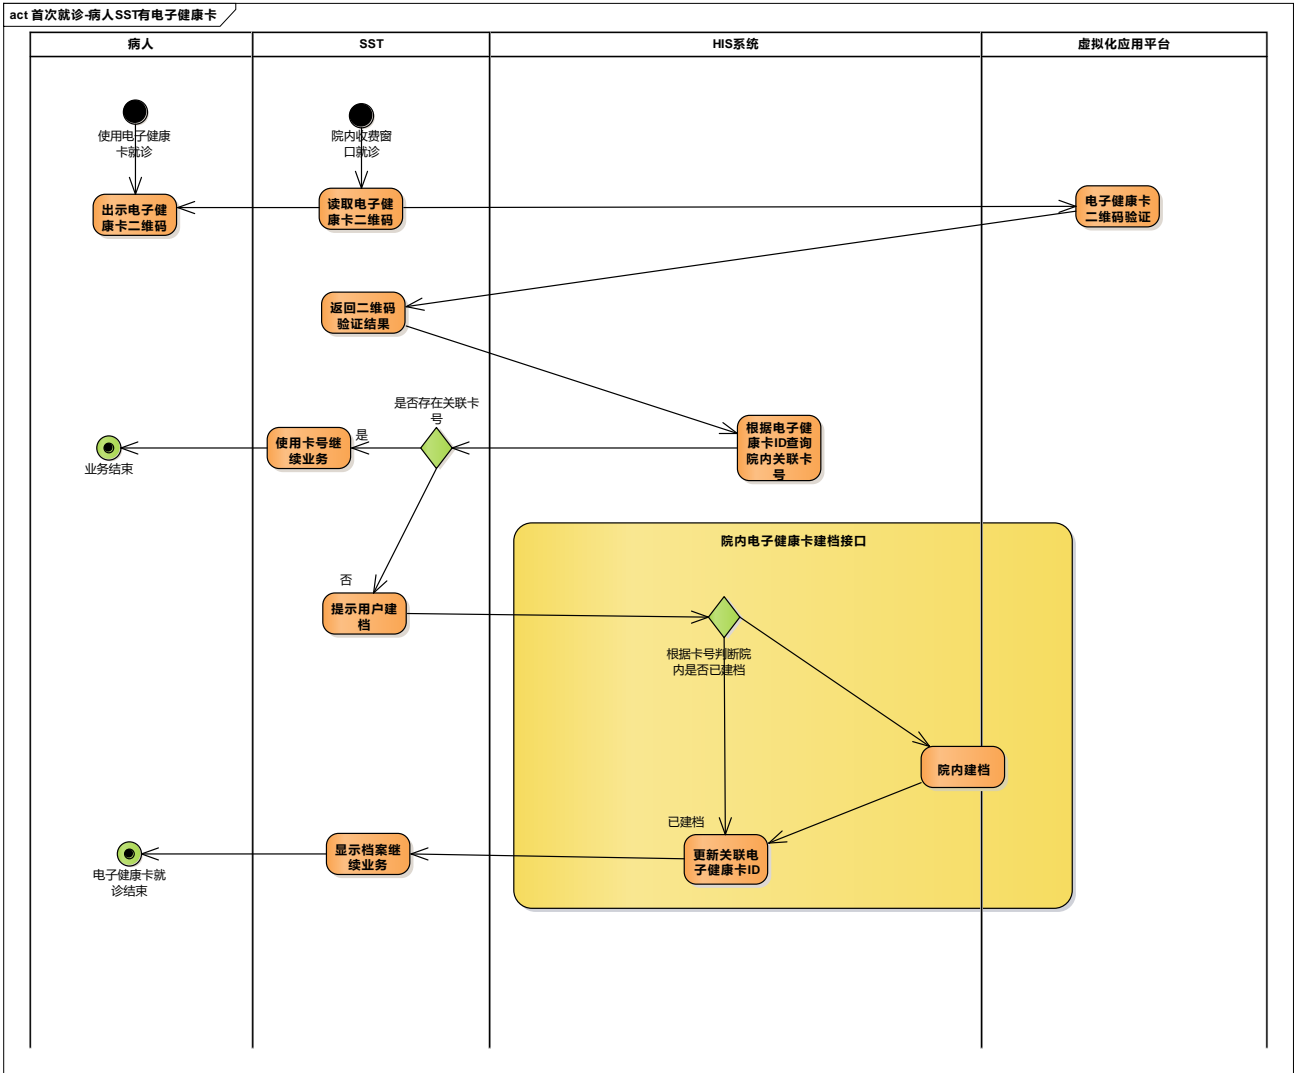 act 首次就诊-病人SST有电子健康卡
病人
SST
HIS系统
虚拟化应用平台
使用电子健康
卡就诊
院内收费窗
口就诊
出示电子健
康卡二维码
读取电子健
康卡二维码
电子健康卡
二维码验证
返回二维码
验证结果
是否存在关联卡
号
是
使用卡号继
续业务
业务结束
根据电子健
康卡ID查询
院内关联卡
号
院内电子健康卡建档接口
否
提示用户建
档
根据卡号判断院
内是否已建档
院内建档
已建档
更新关联电
子健康卡ID
显示档案继
续业务
电子健康卡就
诊结束